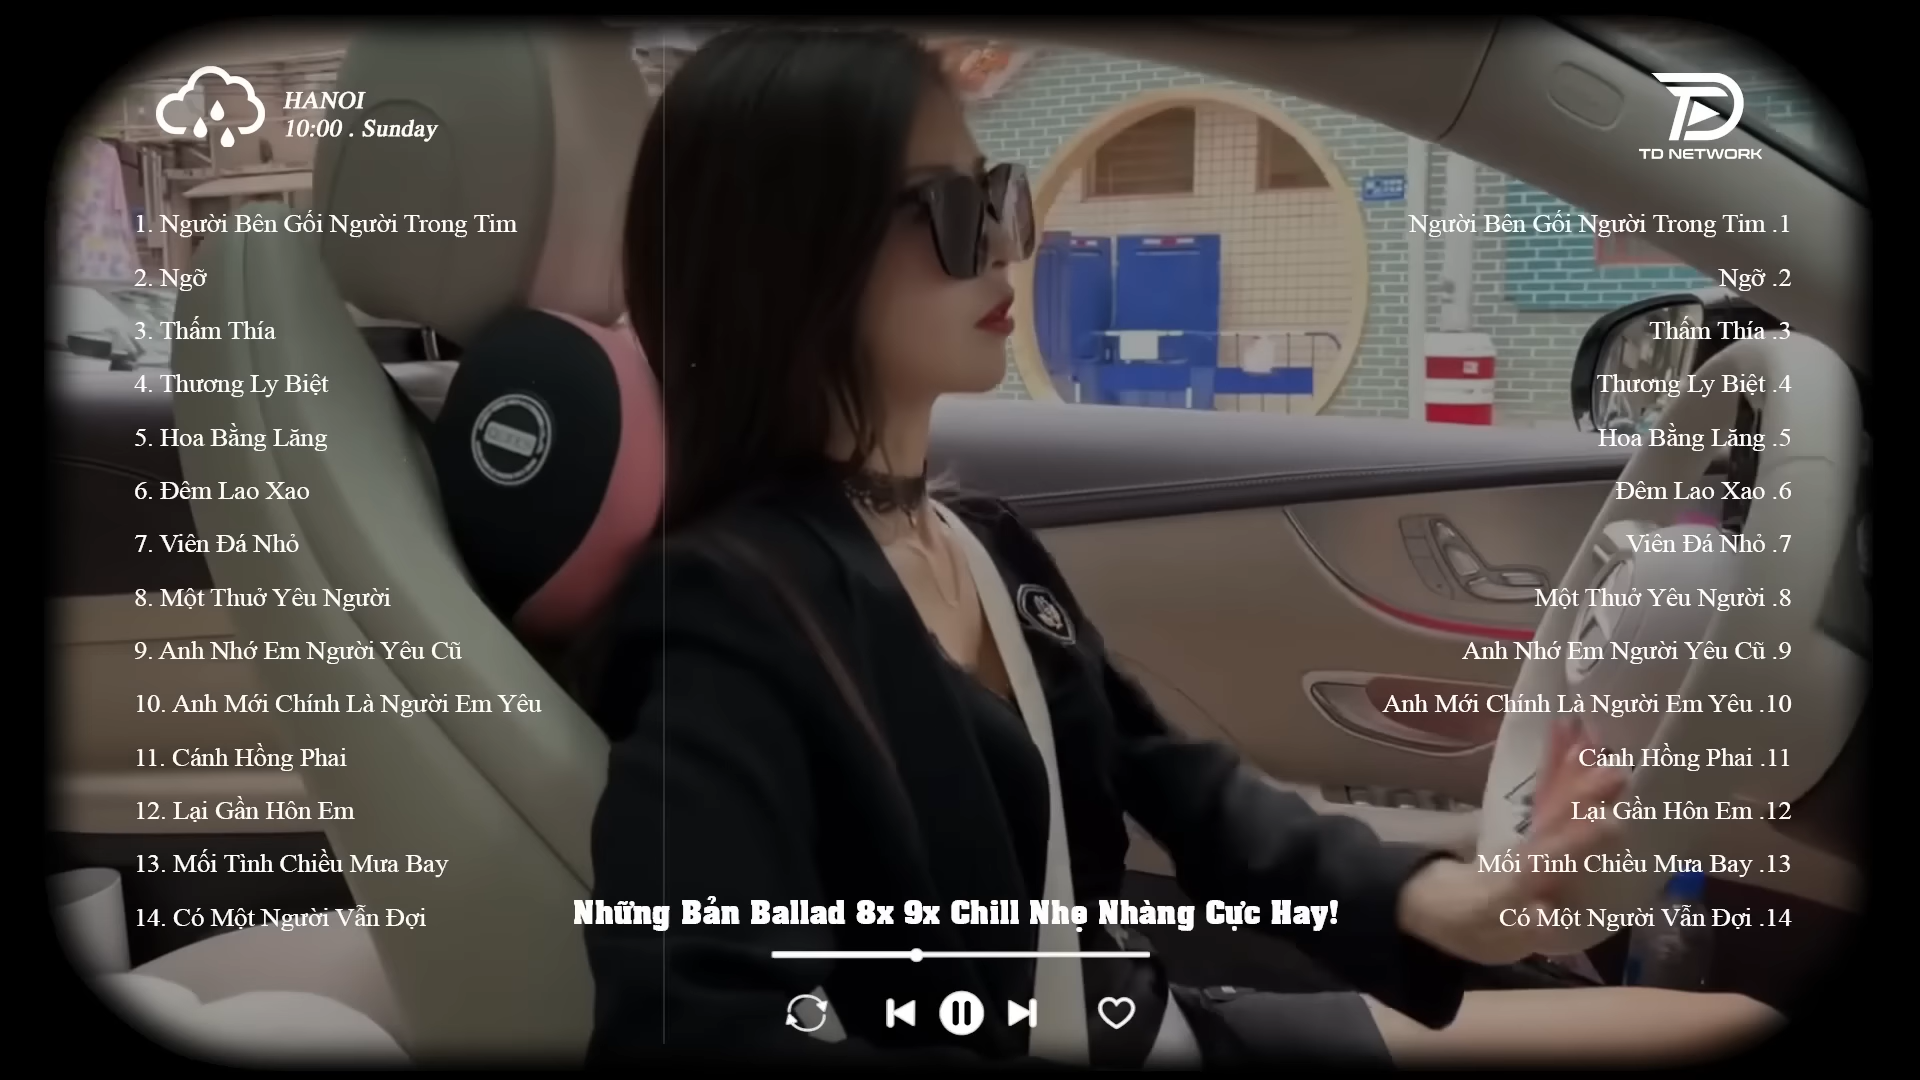 HANOI
10:00 . Sunday
TD NETWORK
1. Người Bên Gối Người Trong Tim
2. Ngỡ
3. Thấm Thía
4. Thương Ly Biệt
5. Hoa Bằng Lăng
6. Đêm Lao Xao
7. Viên Đá Nhỏ
8. Một Thuở Yêu Người
9. Anh Nhớ Em Người Yêu Cũ
10. Anh Mới Chính Là Người Em Yêu
11. Cánh Hồng Phai
12. Lại Gần Hôn Em
13. Mối Tình Chiều Mưa Bay
14. Có Một Người Vẫn Đợi
Người Bên Gối Người Trong Tim .1
Ngỡ .2
Thấm Thía .3
Thương Ly Biệt .4
Hoa Bằng Lăng .5
Đêm Lao Xao .6
Viên Đá Nhỏ .7
Một Thuở Yêu Người .8
Anh Nhớ Em Người Yêu Cũ .9
Anh Mới Chính Là Người Em Yêu .10
Cánh Hồng Phai .11
Lại Gần Hôn Em .12
Mối Tình Chiều Mưa Bay .13
Có Một Người Vẫn Đợi .14
Những Bản Ballad 8x 9x Chill Nhẹ Nhàng Cực Hay!